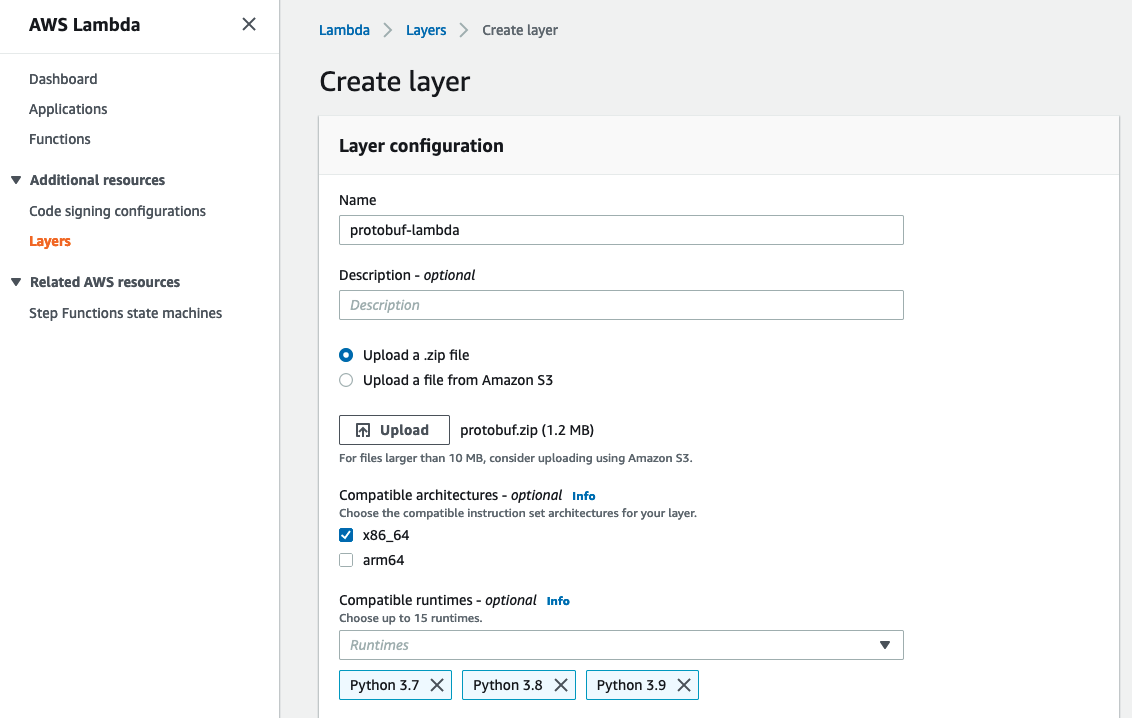 AWS Lambda
Dashboard
Applications
Functions
Additional resources
Code signing configurations
Layers
Related AWS resources
Step Functions state machines
Lambda > Layers > Create layer
Create layer
Layer configuration
Name
protobuf-lambda
Description - optional
Description
Upload a .zip file
Upload a file from Amazon S3
Upload protobuf.zip (1.2 MB)
For files larger than 10 MB, consider uploading using Amazon S3.
Compatible architectures - optional Info
Choose the compatible instruction set architectures for your layer.
x86_64
arm64
Compatible runtimes - optional Info
Choose up to 15 runtimes.
Runtimes
Python 3.7 Python 3.8 Python 3.9